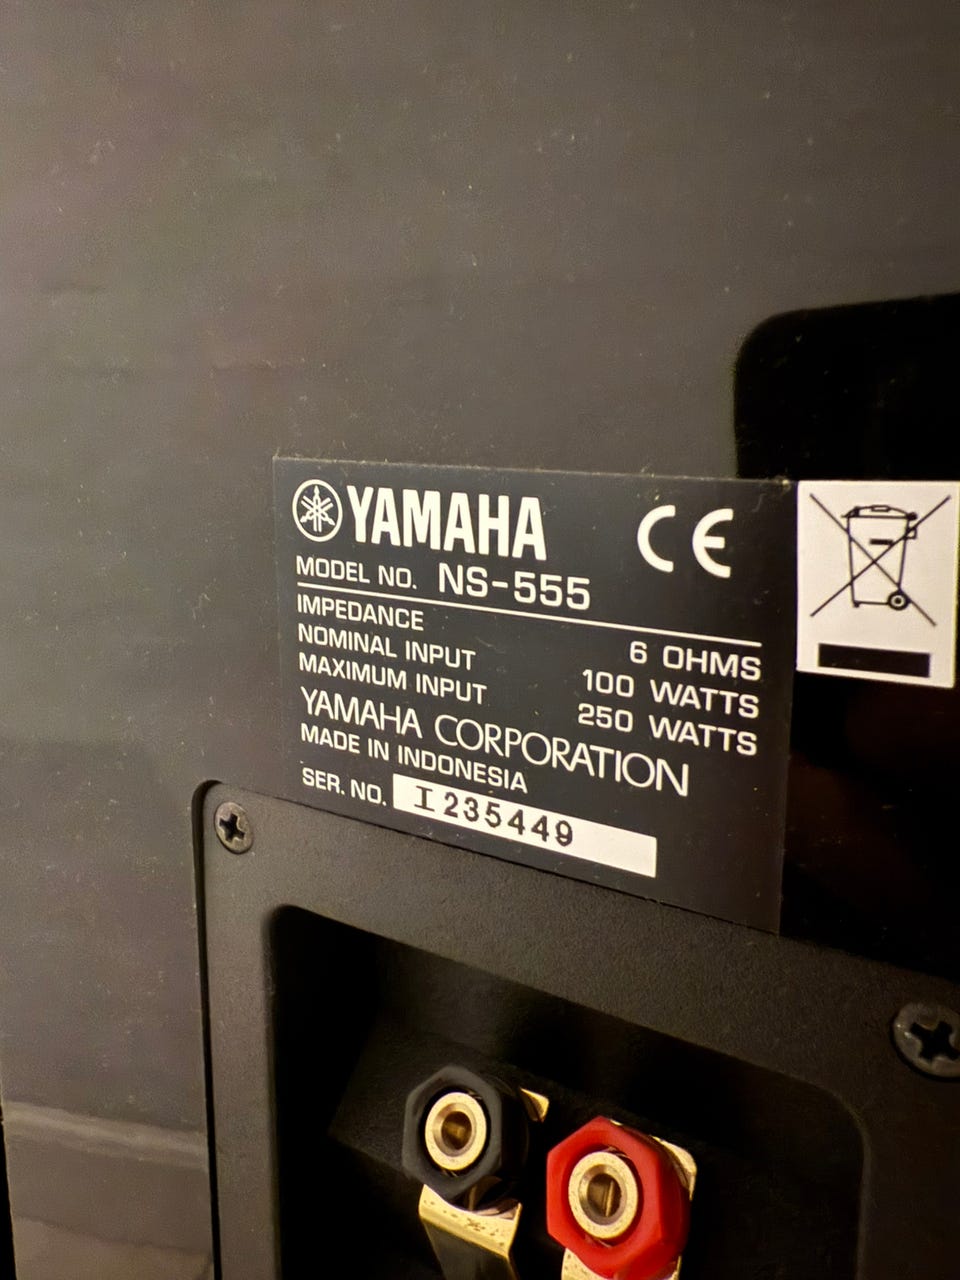 YAMAHA CE
MODEL NO. NS-555
IMPEDANCE 6 OHMS
NOMINAL INPUT 100 WATTS
MAXIMUM INPUT 250 WATTS
YAMAHA CORPORATION
MADE IN INDONESIA
SER. NO. I235449